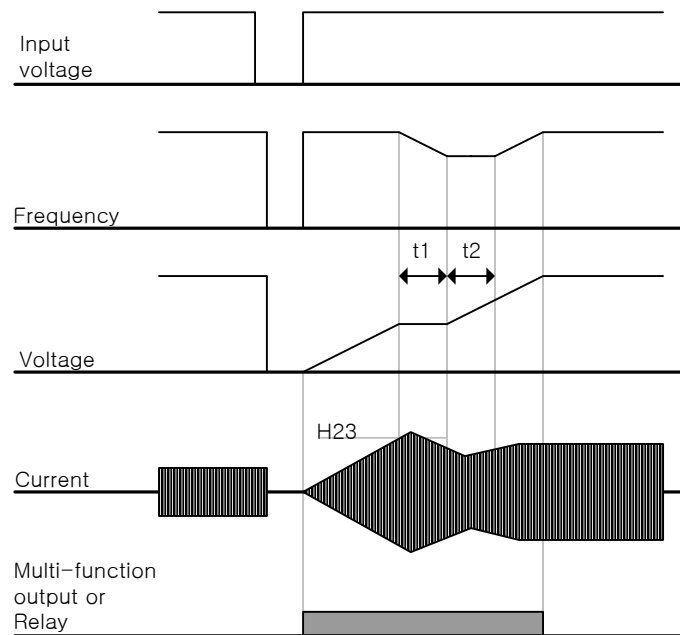 Input
voltage
Frequency
t1 t2
Voltage
H23
Current
Multi-function
output or
Relay